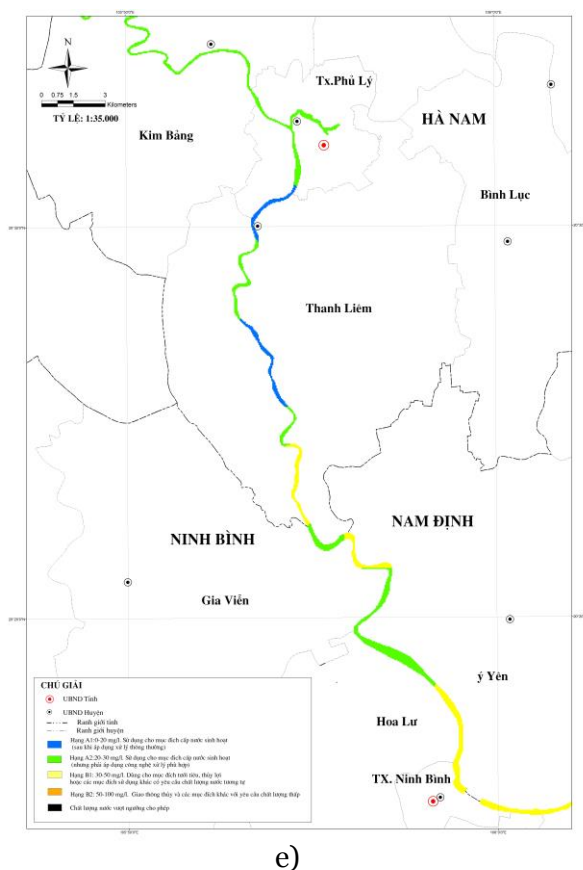 N
Tx.Phủ Lý
0 0.75 1.5 3
Kilometers
TỶ LỆ: 1:35.000
HÀ NAM
Kim Bảng
Bình Lục
Thanh Liêm
NINH BÌNH
NAM ĐỊNH
Gia Viễn
ý Yên
Hoa Lư
TX. Ninh Bình
CHÚ GIẢI
UBND Tỉnh
UBND Huyện
Ranh giới tỉnh
Ranh giới huyện
Hạng A1:0-20 mg/l. Sử dụng cho mục đích cấp nước sinh hoạt
(sau khi áp dụng xử lý thông thường)
Hạng A2:20-30 mg/l. Sử dụng cho mục đích cấp nước sinh hoạt
(nhưng phải áp dụng công nghệ xử lý phù hợp)
Hạng B1: 30-50 mg/l. Dùng cho mục đích tưới tiêu, thủy lợi
hoặc các mục đích sử dụng khác có yêu cầu chất lượng nước tương tự
Hạng B2: 50-100 mg/l. Giao thông thủy và các mục đích khác với yêu cầu chất lượng thấp
Chất lượng nước vượt ngưỡng cho phép
e)